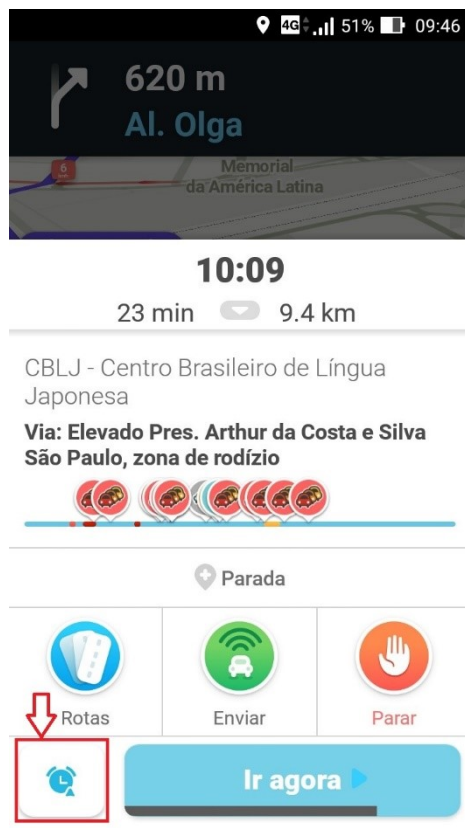 4G 51% 09:46
620 m
Al. Olga
6
Memorial
da América Latina
10:09
23 min 9.4 km
CBLJ - Centro Brasileiro de Língua
Japonesa
Via: Elevado Pres. Arthur da Costa e Silva
São Paulo, zona de rodízio
Parada
Rotas Enviar Parar
Ir agora